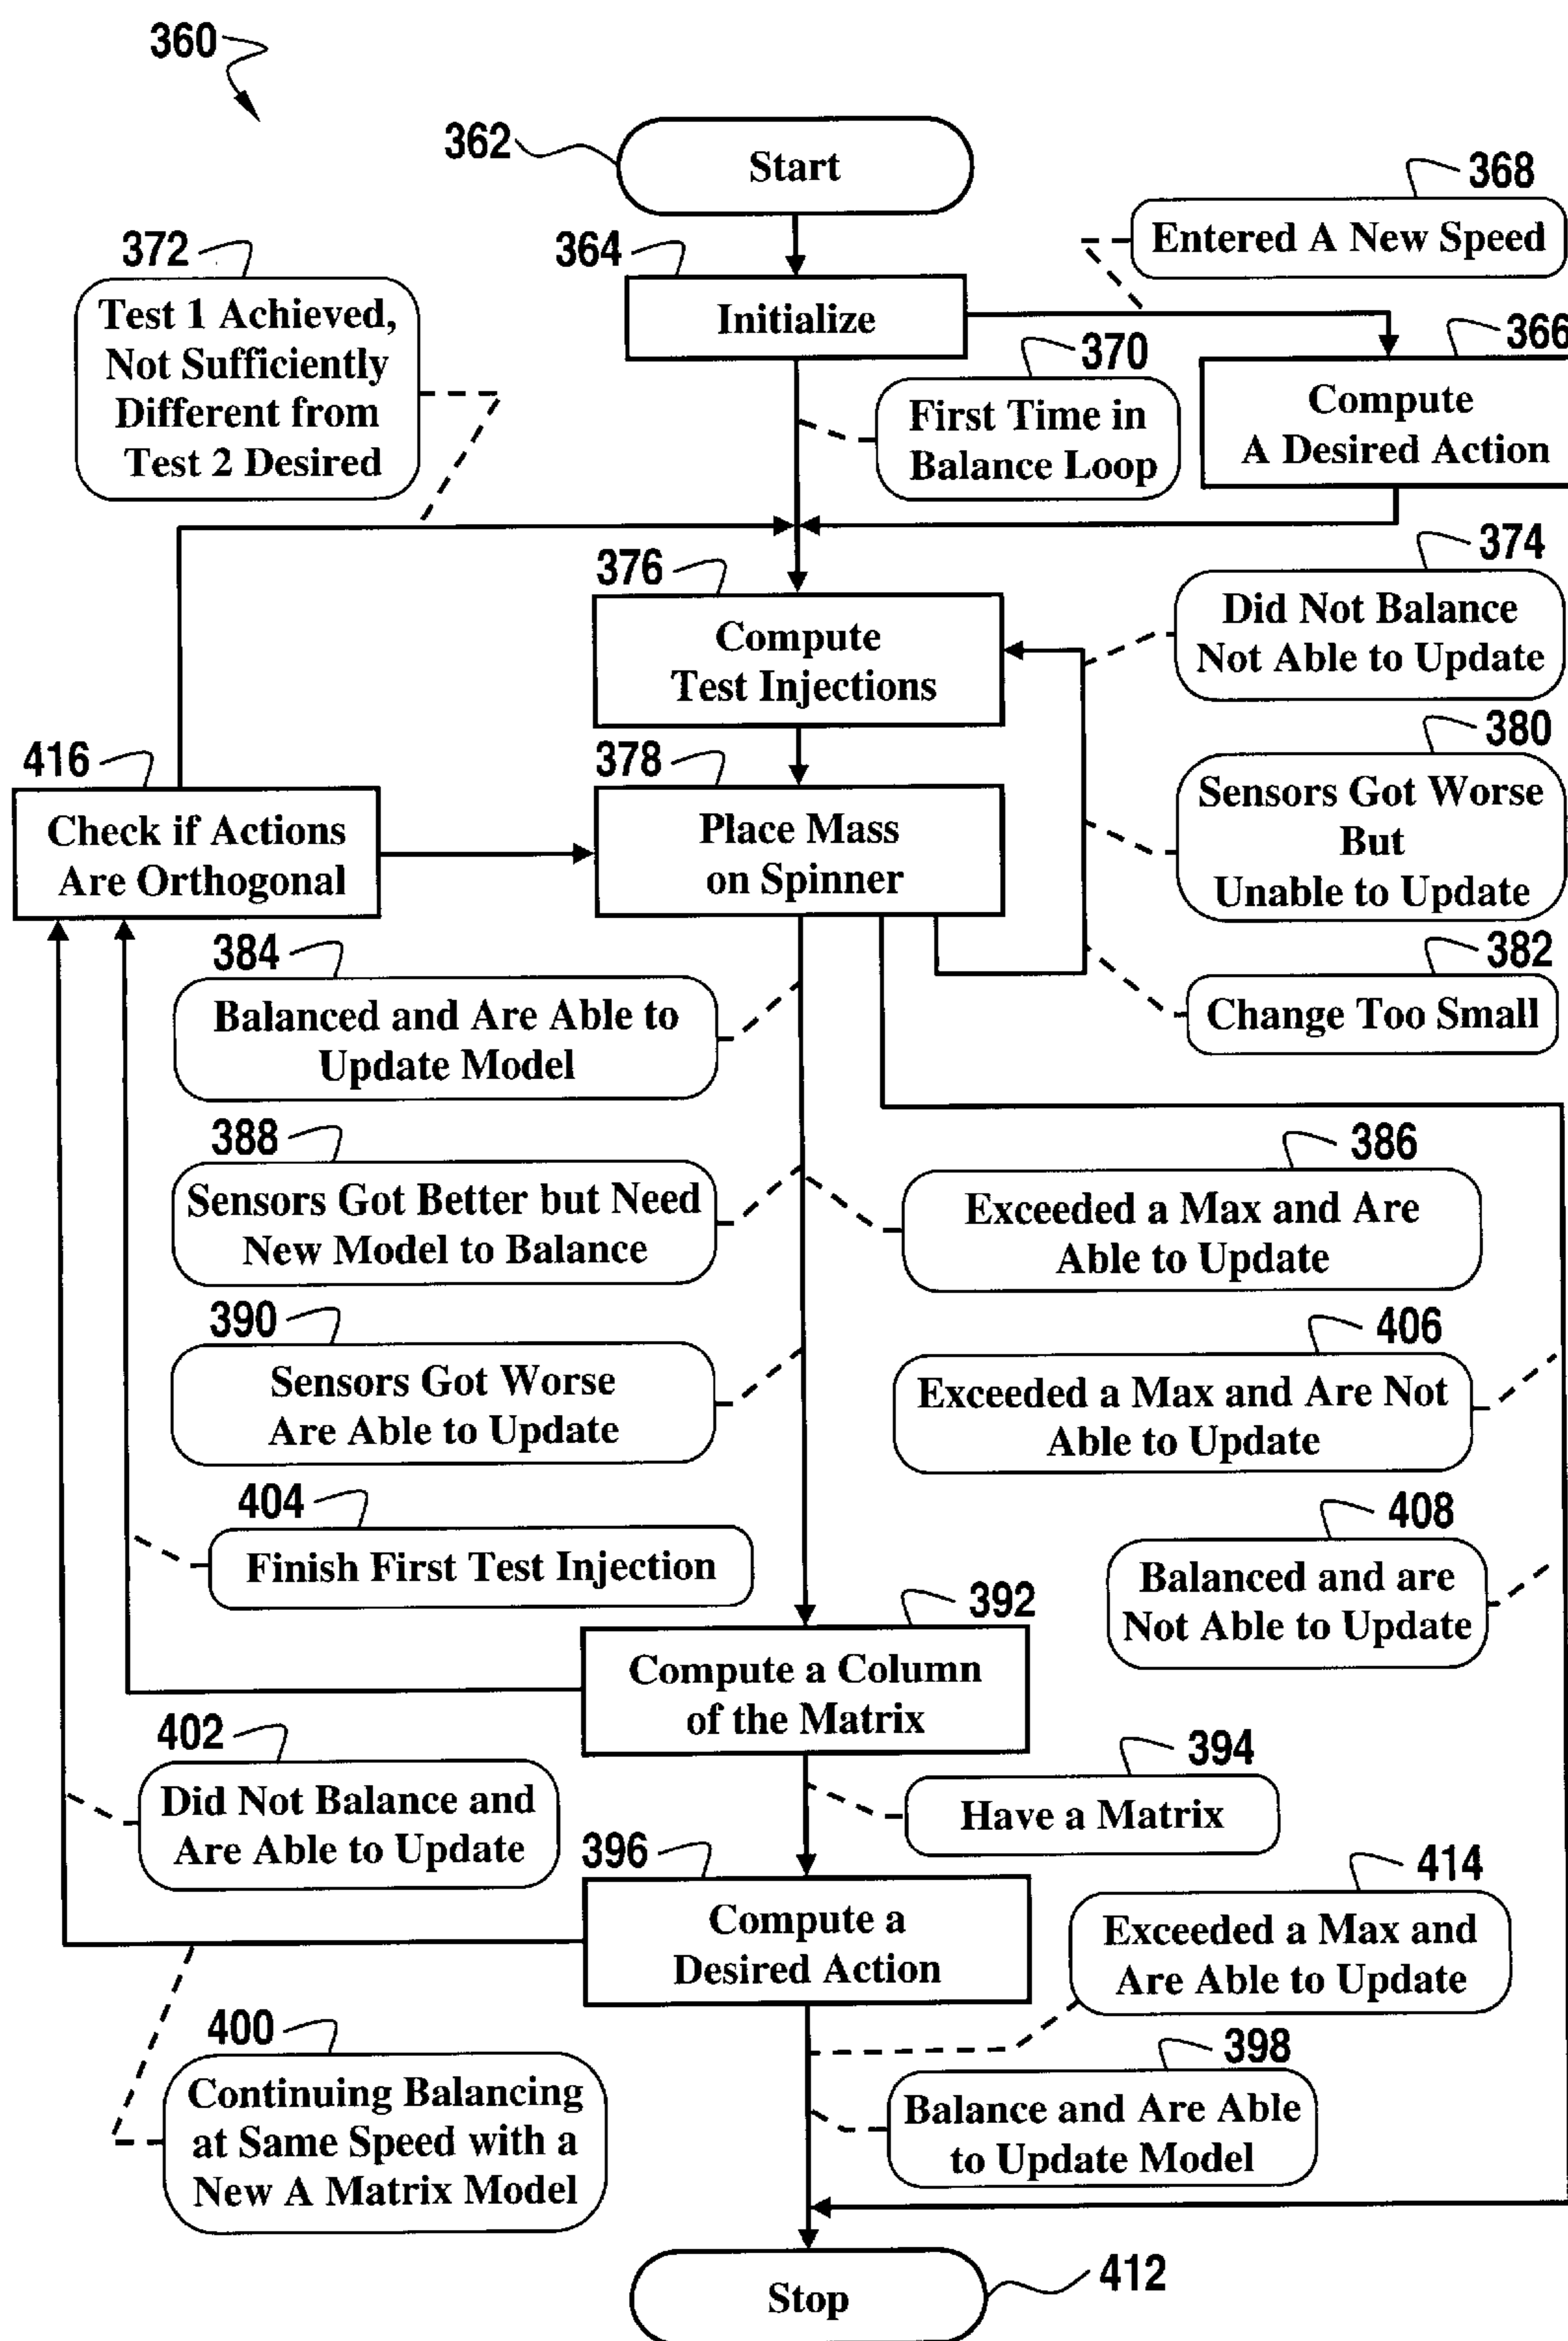 360
362
Start
368
Entered A New Speed
372
Test 1 Achieved,
Not Sufficiently
Different from
Test 2 Desired
364
Initialize
370
First Time in
Balance Loop
366
Compute
A Desired Action
376
Compute
Test Injections
374
Did Not Balance
Not Able to Update
380
Sensors Got Worse
But
Unable to Update
416
Check if Actions
Are Orthogonal
378
Place Mass
on Spinner
382
Change Too Small
384
Balanced and Are Able to
Update Model
388
Sensors Got Better but Need
New Model to Balance
386
Exceeded a Max and Are
Able to Update
390
Sensors Got Worse
Are Able to Update
406
Exceeded a Max and Are Not
Able to Update
404
Finish First Test Injection
408
Balanced and are
Not Able to Update
392
Compute a Column
of the Matrix
402
Did Not Balance and
Are Able to Update
394
Have a Matrix
396
Compute a
Desired Action
414
Exceeded a Max and
Are Able to Update
400
Continuing Balancing
at Same Speed with a
New A Matrix Model
398
Balance and Are Able
to Update Model
Stop
412